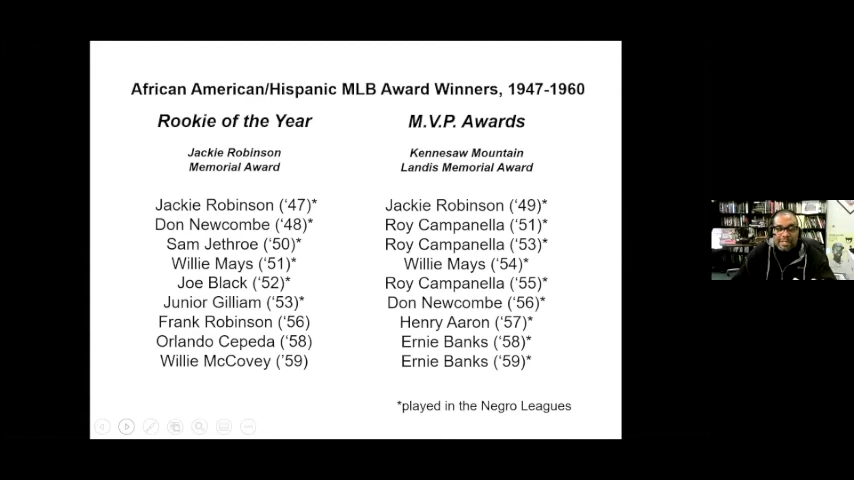 African American/Hispanic MLB Award Winners, 1947-1960
Rookie of the Year
Jackie Robinson
Memorial Award
Jackie Robinson (‘47)*
Don Newcombe (‘48)*
Sam Jethroe (‘50)*
Willie Mays (‘51)*
Joe Black (‘52)*
Junior Gilliam (‘53)*
Frank Robinson (‘56)
Orlando Cepeda (‘58)
Willie McCovey (’59)
M.V.P. Awards
Kennesaw Mountain
Landis Memorial Award
Jackie Robinson (‘49)*
Roy Campanella (‘51)*
Roy Campanella (‘53)*
Willie Mays (‘54)*
Roy Campanella (‘55)*
Don Newcombe (‘56)*
Henry Aaron (‘57)*
Ernie Banks (‘58)*
Ernie Banks (‘59)*
*played in the Negro Leagues